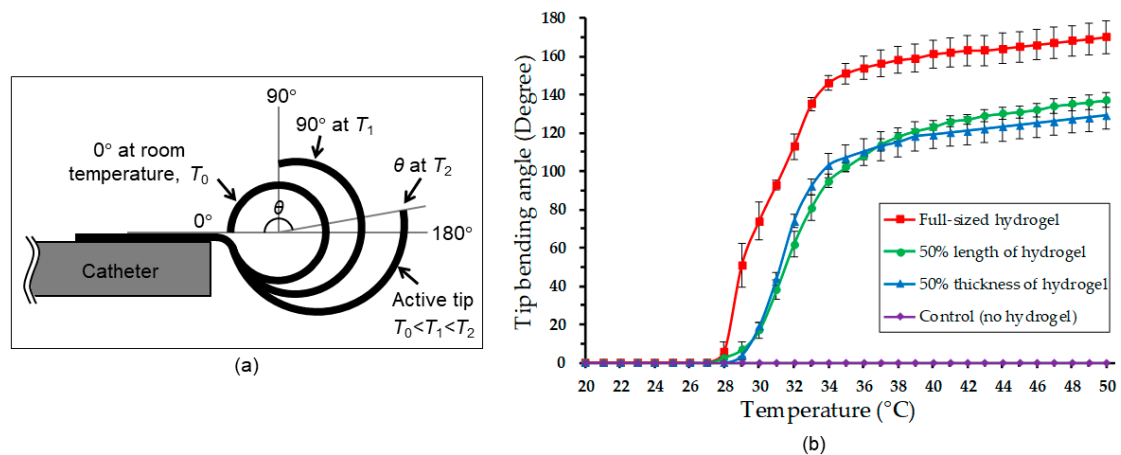 (a)
90°
90° at T1
0° at room
temperature, T0
θ at T2
θ
0°
180°
Catheter
Active tip
T0<T1<T2
(b)
Tip bending angle (Degree)
180
160
140
120
100
80
60
40
20
0
20 22 24 26 28 30 32 34 36 38 40 42 44 46 48 50
Temperature (°C)
Full-sized hydrogel
50% length of hydrogel
50% thickness of hydrogel
Control (no hydrogel)
(a)
(b)